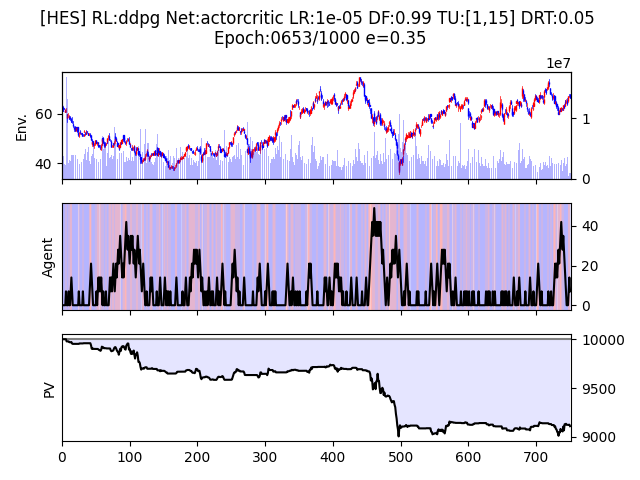 [HES] RL:ddpg Net:actorcritic LR:1e-05 DF:0.99 TU:[1,15] DRT:0.05
Epoch:0653/1000 e=0.35
1e7
Env.
60
40
1
0
Agent
40
20
0
PV
10000
9500
9000
0 100 200 300 400 500 600 700